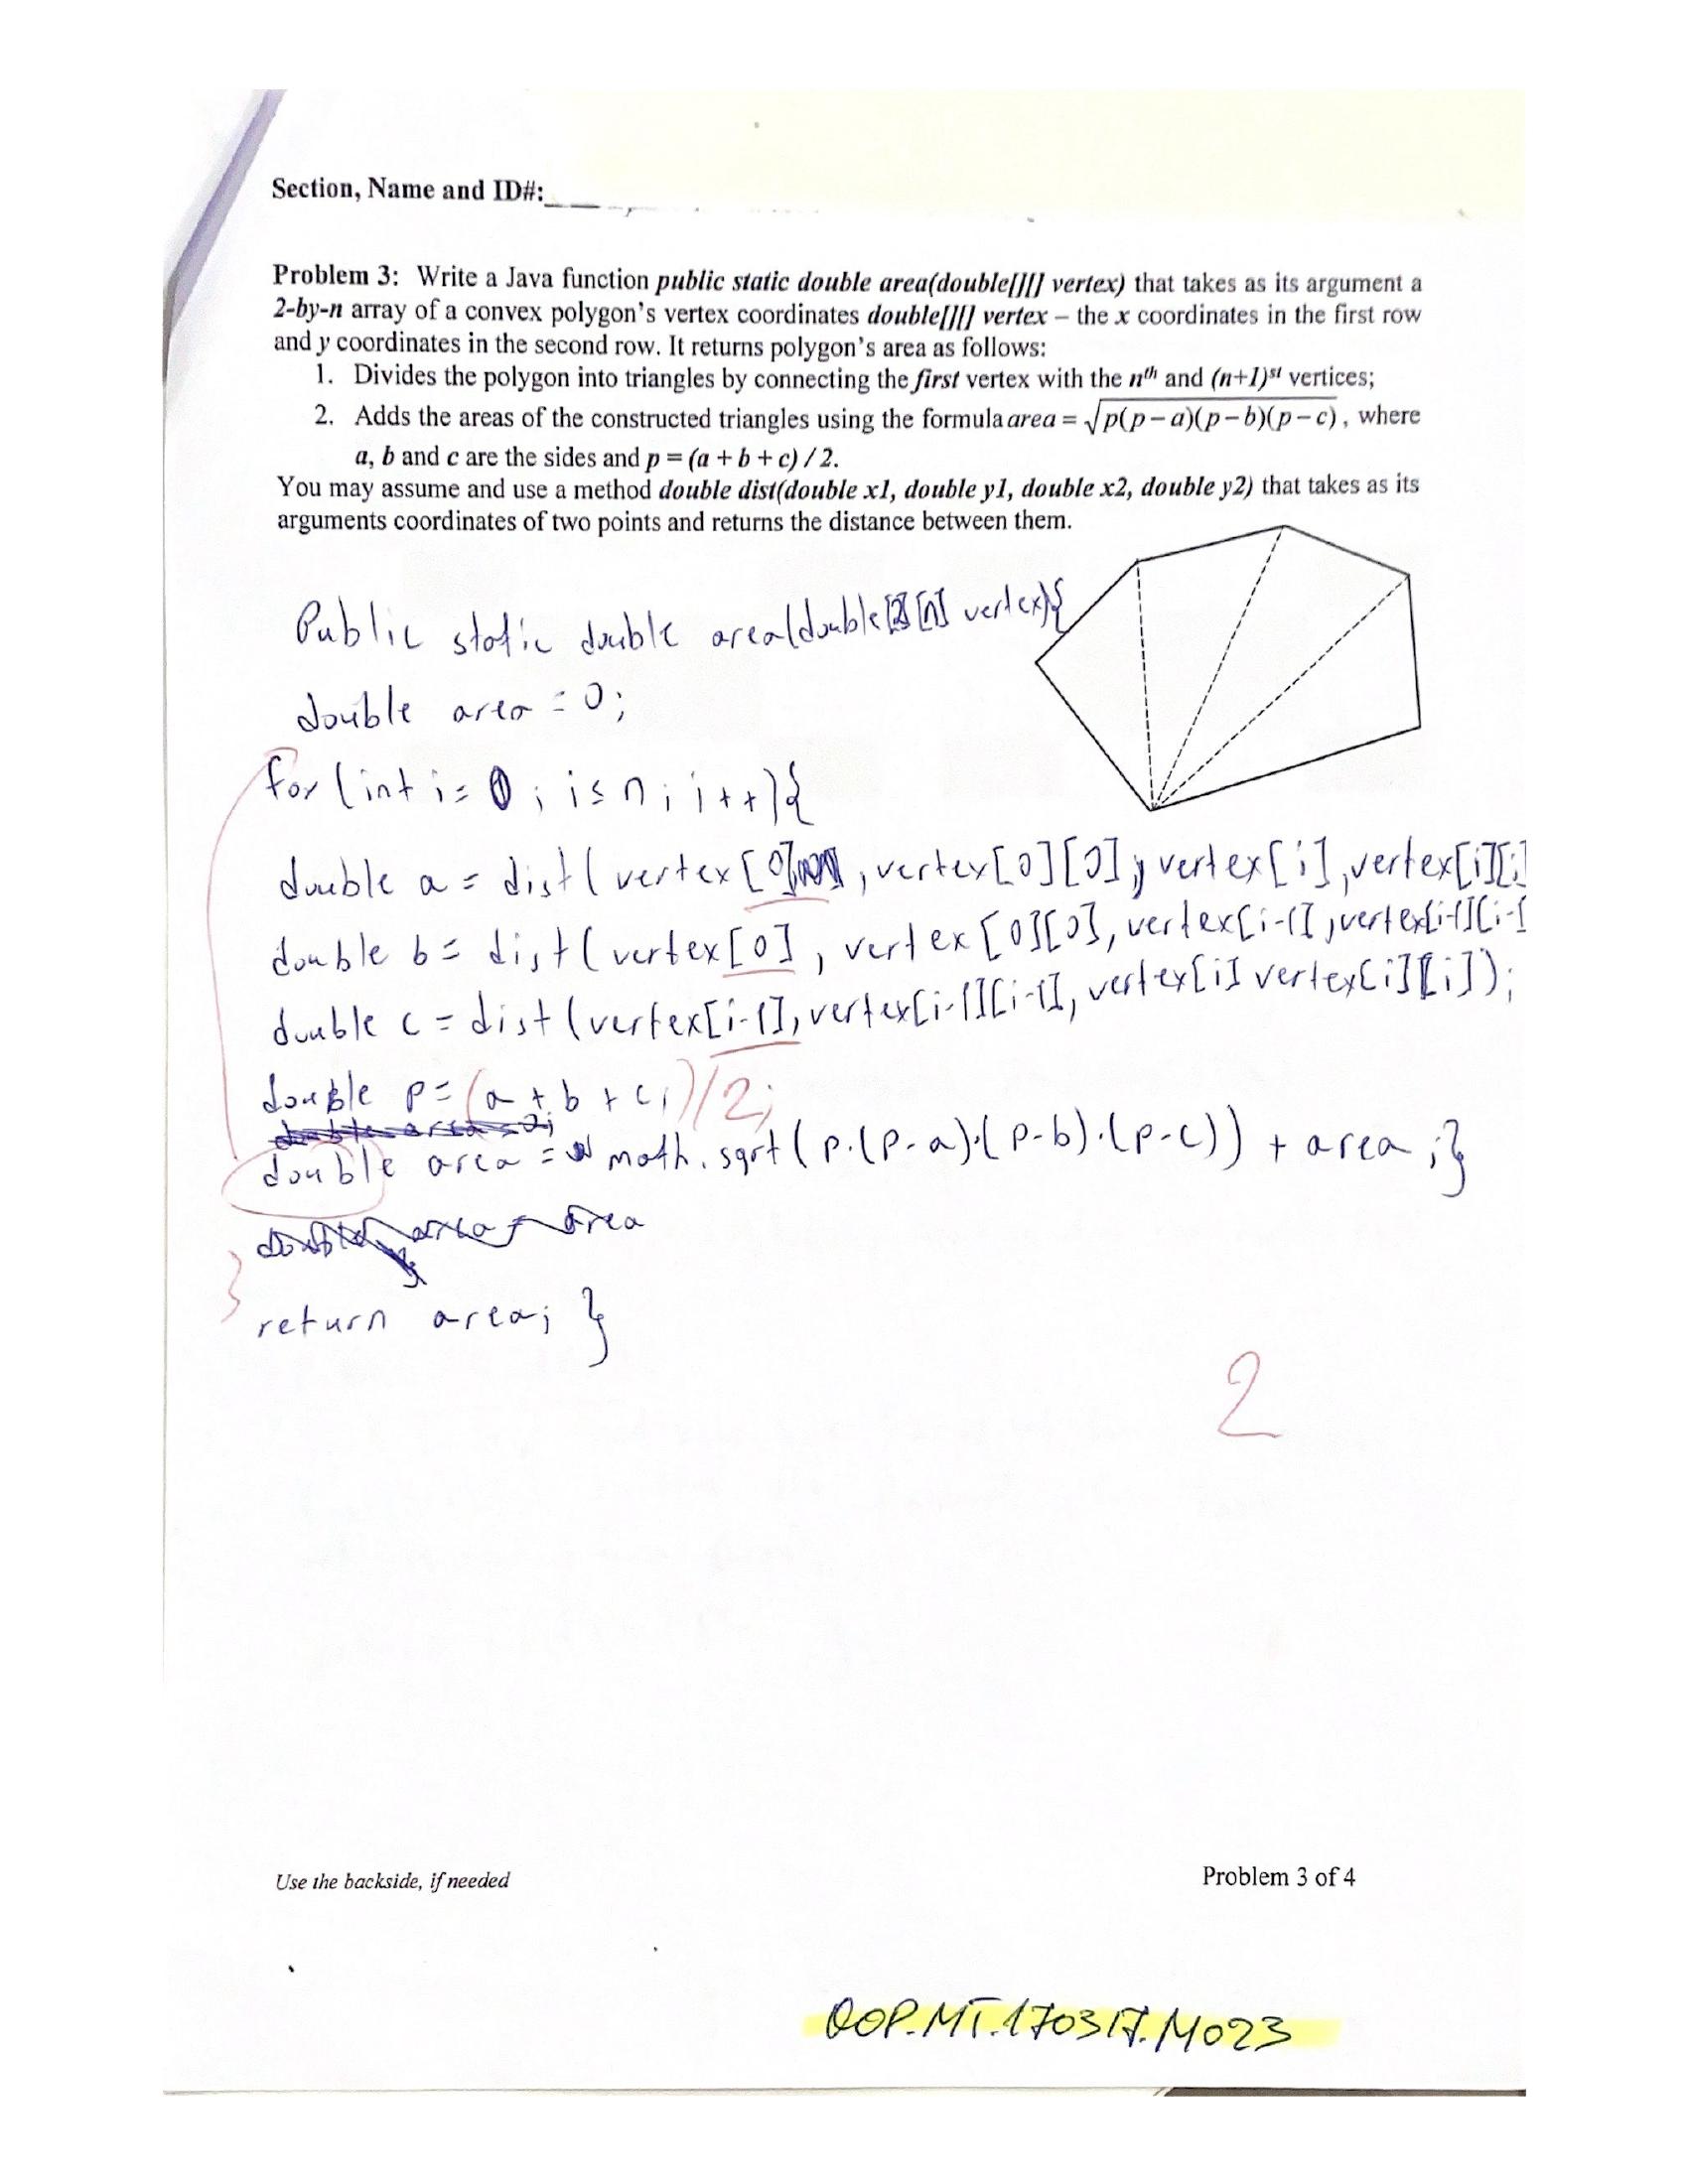 Section, Name and ID#:
Problem 3: Write a Java function public static double area(double[][] vertex) that takes as its argument a
2-by-n array of a convex polygon's vertex coordinates double[][] vertex – the x coordinates in the first row
and y coordinates in the second row. It returns polygon's area as follows:
1. Divides the polygon into triangles by connecting the first vertex with the nth and (n+1)st vertices;
2. Adds the areas of the constructed triangles using the formula area = √p(p−a)(p−b)(p−c), where
a, b and c are the sides and p = (a + b + c) / 2.
You may assume and use a method double dist(double x1, double y1, double x2, double y2) that takes as its
arguments coordinates of two points and returns the distance between them.
Public static double area(double[2][n] vertex){
double area = 0;
for (int i = 0; i ≤ n; i++){
double a = dist( vertex[0], vertex[0][0], vertex[i], vertex[i][i]
double b = dist( vertex[0], vertex[0][0], vertex[i-1], vertex[i-1][i-1
double c = dist (vertex[i-1], vertex[i-1][i-1], vertex[i] vertex[i][i]);
double p = (a + b + c;)/2;
double area = math.sqrt( p·(p-a)·(p-b)·(p-c)) + area ;}
double area = area
}
return area; }
2
Use the backside, if needed
Problem 3 of 4
OOP.MT.170317.M023